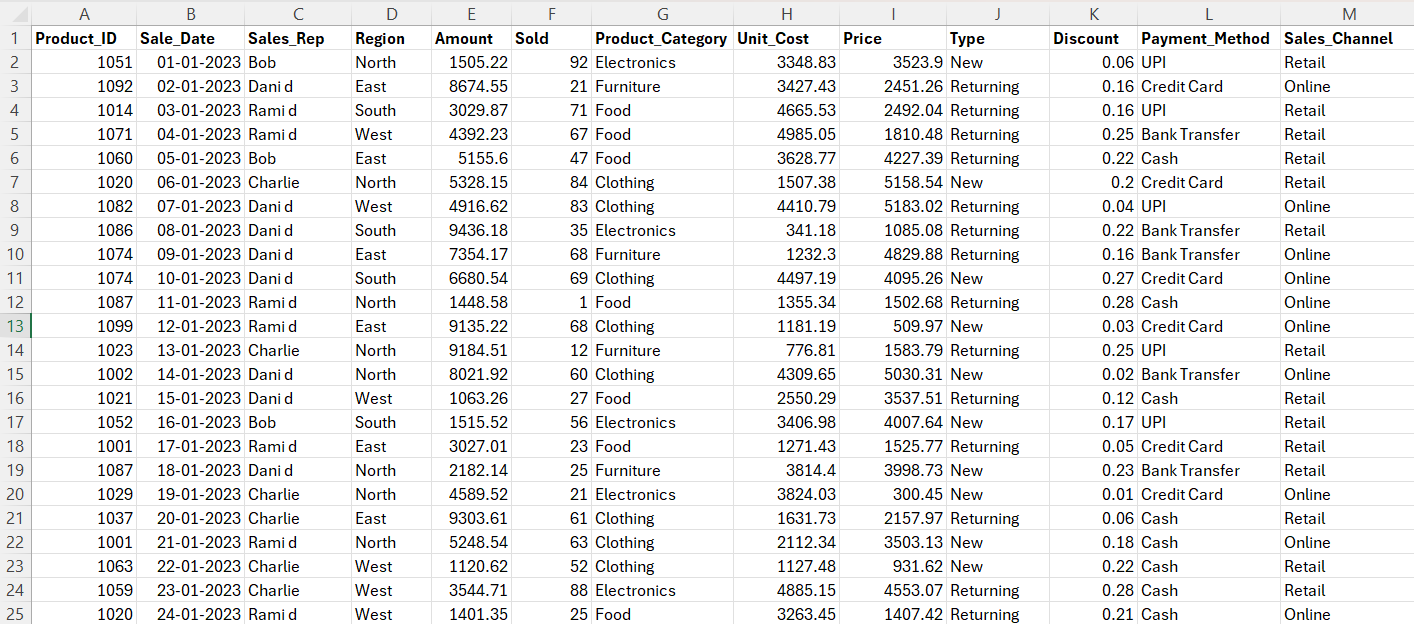 A B C D E F G H I J K L M
1 Product_ID Sale_Date Sales_Rep Region Amount Sold Product_Category Unit_Cost Price Type Discount Payment_Method Sales_Channel
2 1051 01-01-2023 Bob North 1505.22 92 Electronics 3348.83 3523.9 New 0.06 UPI Retail
3 1092 02-01-2023 Dani d East 8674.55 21 Furniture 3427.43 2451.26 Returning 0.16 Credit Card Online
4 1014 03-01-2023 Rami d South 3029.87 71 Food 4665.53 2492.04 Returning 0.16 UPI Retail
5 1071 04-01-2023 Rami d West 4392.23 67 Food 4985.05 1810.48 Returning 0.25 Bank Transfer Retail
6 1060 05-01-2023 Bob East 5155.6 47 Food 3628.77 4227.39 Returning 0.22 Cash Retail
7 1020 06-01-2023 Charlie North 5328.15 84 Clothing 1507.38 5158.54 New 0.2 Credit Card Retail
8 1082 07-01-2023 Dani d West 4916.62 83 Clothing 4410.79 5183.02 Returning 0.04 UPI Online
9 1086 08-01-2023 Dani d South 9436.18 35 Electronics 341.18 1085.08 Returning 0.22 Bank Transfer Retail
10 1074 09-01-2023 Dani d East 7354.17 68 Furniture 1232.3 4829.88 Returning 0.16 Bank Transfer Online
11 1074 10-01-2023 Dani d South 6680.54 69 Clothing 4497.19 4095.26 New 0.27 Credit Card Online
12 1087 11-01-2023 Rami d North 1448.58 1 Food 1355.34 1502.68 Returning 0.28 Cash Online
13 1099 12-01-2023 Rami d East 9135.22 68 Clothing 1181.19 509.97 New 0.03 Credit Card Online
14 1023 13-01-2023 Charlie North 9184.51 12 Furniture 776.81 1583.79 Returning 0.25 UPI Retail
15 1002 14-01-2023 Dani d North 8021.92 60 Clothing 4309.65 5030.31 New 0.02 Bank Transfer Online
16 1021 15-01-2023 Dani d West 1063.26 27 Food 2550.29 3537.51 Returning 0.12 Cash Retail
17 1052 16-01-2023 Bob South 1515.52 56 Electronics 3406.98 4007.64 New 0.17 UPI Retail
18 1001 17-01-2023 Rami d East 3027.01 23 Food 1271.43 1525.77 Returning 0.05 Credit Card Retail
19 1087 18-01-2023 Dani d North 2182.14 25 Furniture 3814.4 3998.73 New 0.23 Bank Transfer Retail
20 1029 19-01-2023 Charlie North 4589.52 21 Electronics 3824.03 300.45 New 0.01 Credit Card Online
21 1037 20-01-2023 Charlie East 9303.61 61 Clothing 1631.73 2157.97 Returning 0.06 Cash Retail
22 1001 21-01-2023 Rami d North 5248.54 63 Clothing 2112.34 3503.13 New 0.18 Cash Online
23 1063 22-01-2023 Charlie West 1120.62 52 Clothing 1127.48 931.62 New 0.22 Cash Retail
24 1059 23-01-2023 Charlie West 3544.71 88 Electronics 4885.15 4553.07 Returning 0.28 Cash Retail
25 1020 24-01-2023 Rami d West 1401.35 25 Food 3263.45 1407.42 Returning 0.21 Cash Online